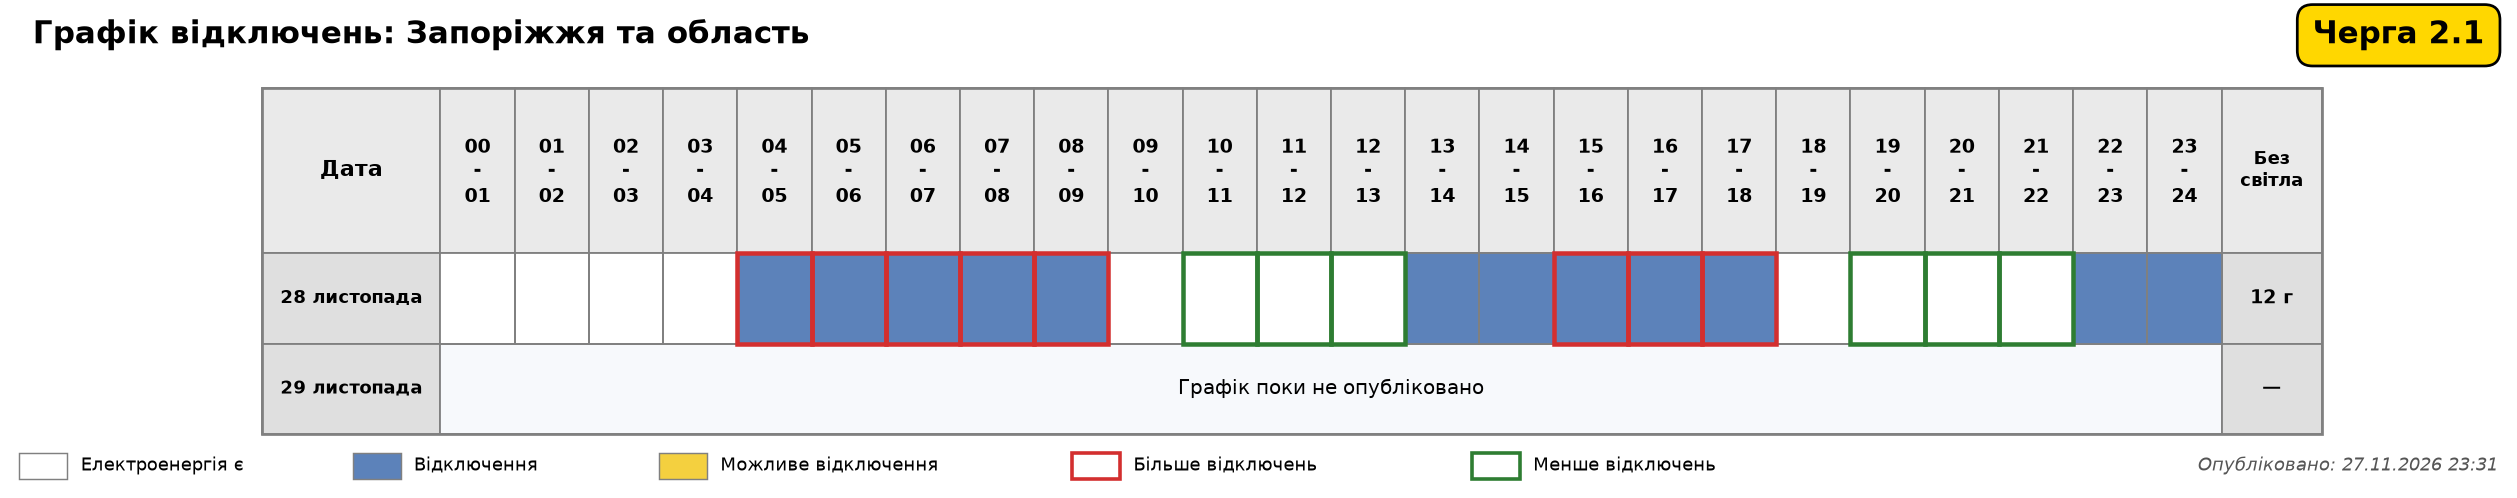 Графік відключень: Запоріжжя та область
Черга 2.1
Дата
00 - 01
01 - 02
02 - 03
03 - 04
04 - 05
05 - 06
06 - 07
07 - 08
08 - 09
09 - 10
10 - 11
11 - 12
12 - 13
13 - 14
14 - 15
15 - 16
16 - 17
17 - 18
18 - 19
19 - 20
20 - 21
21 - 22
22 - 23
23 - 24
Без
світла
28 листопада
12 г
29 листопада
Графік поки не опубліковано
—
Електроенергія є
Відключення
Можливе відключення
Більше відключень
Менше відключень
Опубліковано: 27.11.2026 23:31